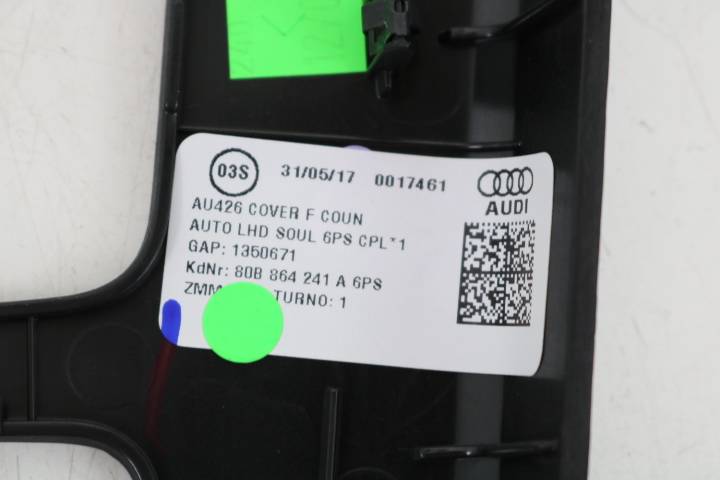 03S 31/05/17 0017461
AUDI
AU426 COVER F COUN
AUTO LHD SOUL 6PS CPL*1
GAP: 1350671
KdNr: 80B 864 241 A 6PS
TURNO: 1